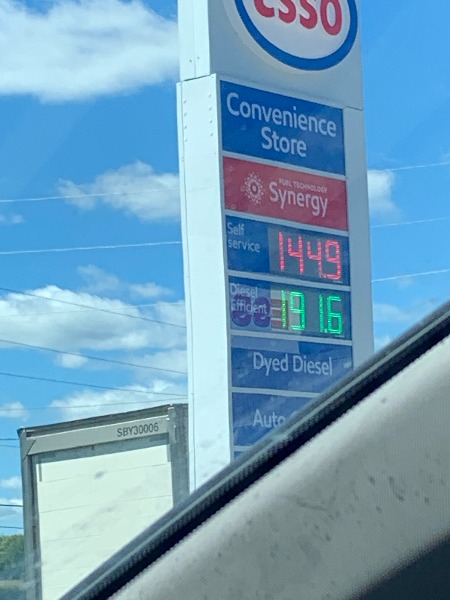 Esso
Convenience
Store
FUEL TECHNOLOGY
Synergy
Self
service
144.9
Diesel
Efficient
191.6
Dyed Diesel
Auto
SBY30006